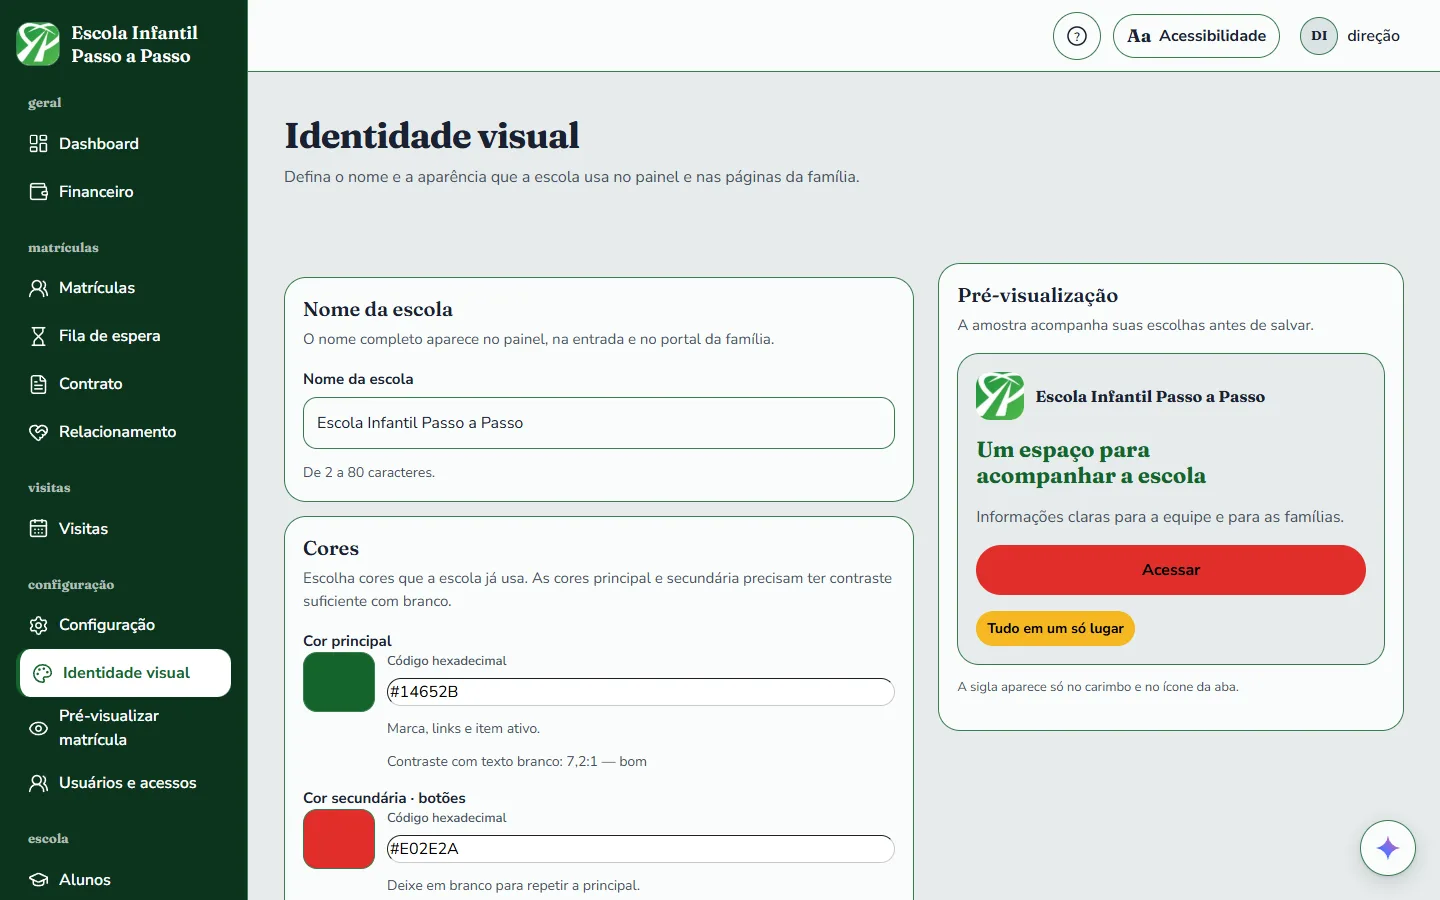 Escola Infantil
Passo a Passo
geral
Dashboard
Financeiro
matrículas
Matrículas
Fila de espera
Contrato
Relacionamento
visitas
Visitas
configuração
Configuração
Identidade visual
Pré-visualizar
matrícula
Usuários e acessos
escola
Alunos
Aa Acessibilidade
DI direção
Identidade visual
Defina o nome e a aparência que a escola usa no painel e nas páginas da família.
Nome da escola
O nome completo aparece no painel, na entrada e no portal da família.
Nome da escola
Escola Infantil Passo a Passo
De 2 a 80 caracteres.
Cores
Escolha cores que a escola já usa. As cores principal e secundária precisam ter contraste
suficiente com branco.
Cor principal
Código hexadecimal
#14652B
Marca, links e item ativo.
Contraste com texto branco: 7,2:1 — bom
Cor secundária · botões
Código hexadecimal
#E02E2A
Deixe em branco para repetir a principal.
Pré-visualização
A amostra acompanha suas escolhas antes de salvar.
Escola Infantil Passo a Passo
Um espaço para
acompanhar a escola
Informações claras para a equipe e para as famílias.
Acessar
Tudo em um só lugar
A sigla aparece só no carimbo e no ícone da aba.